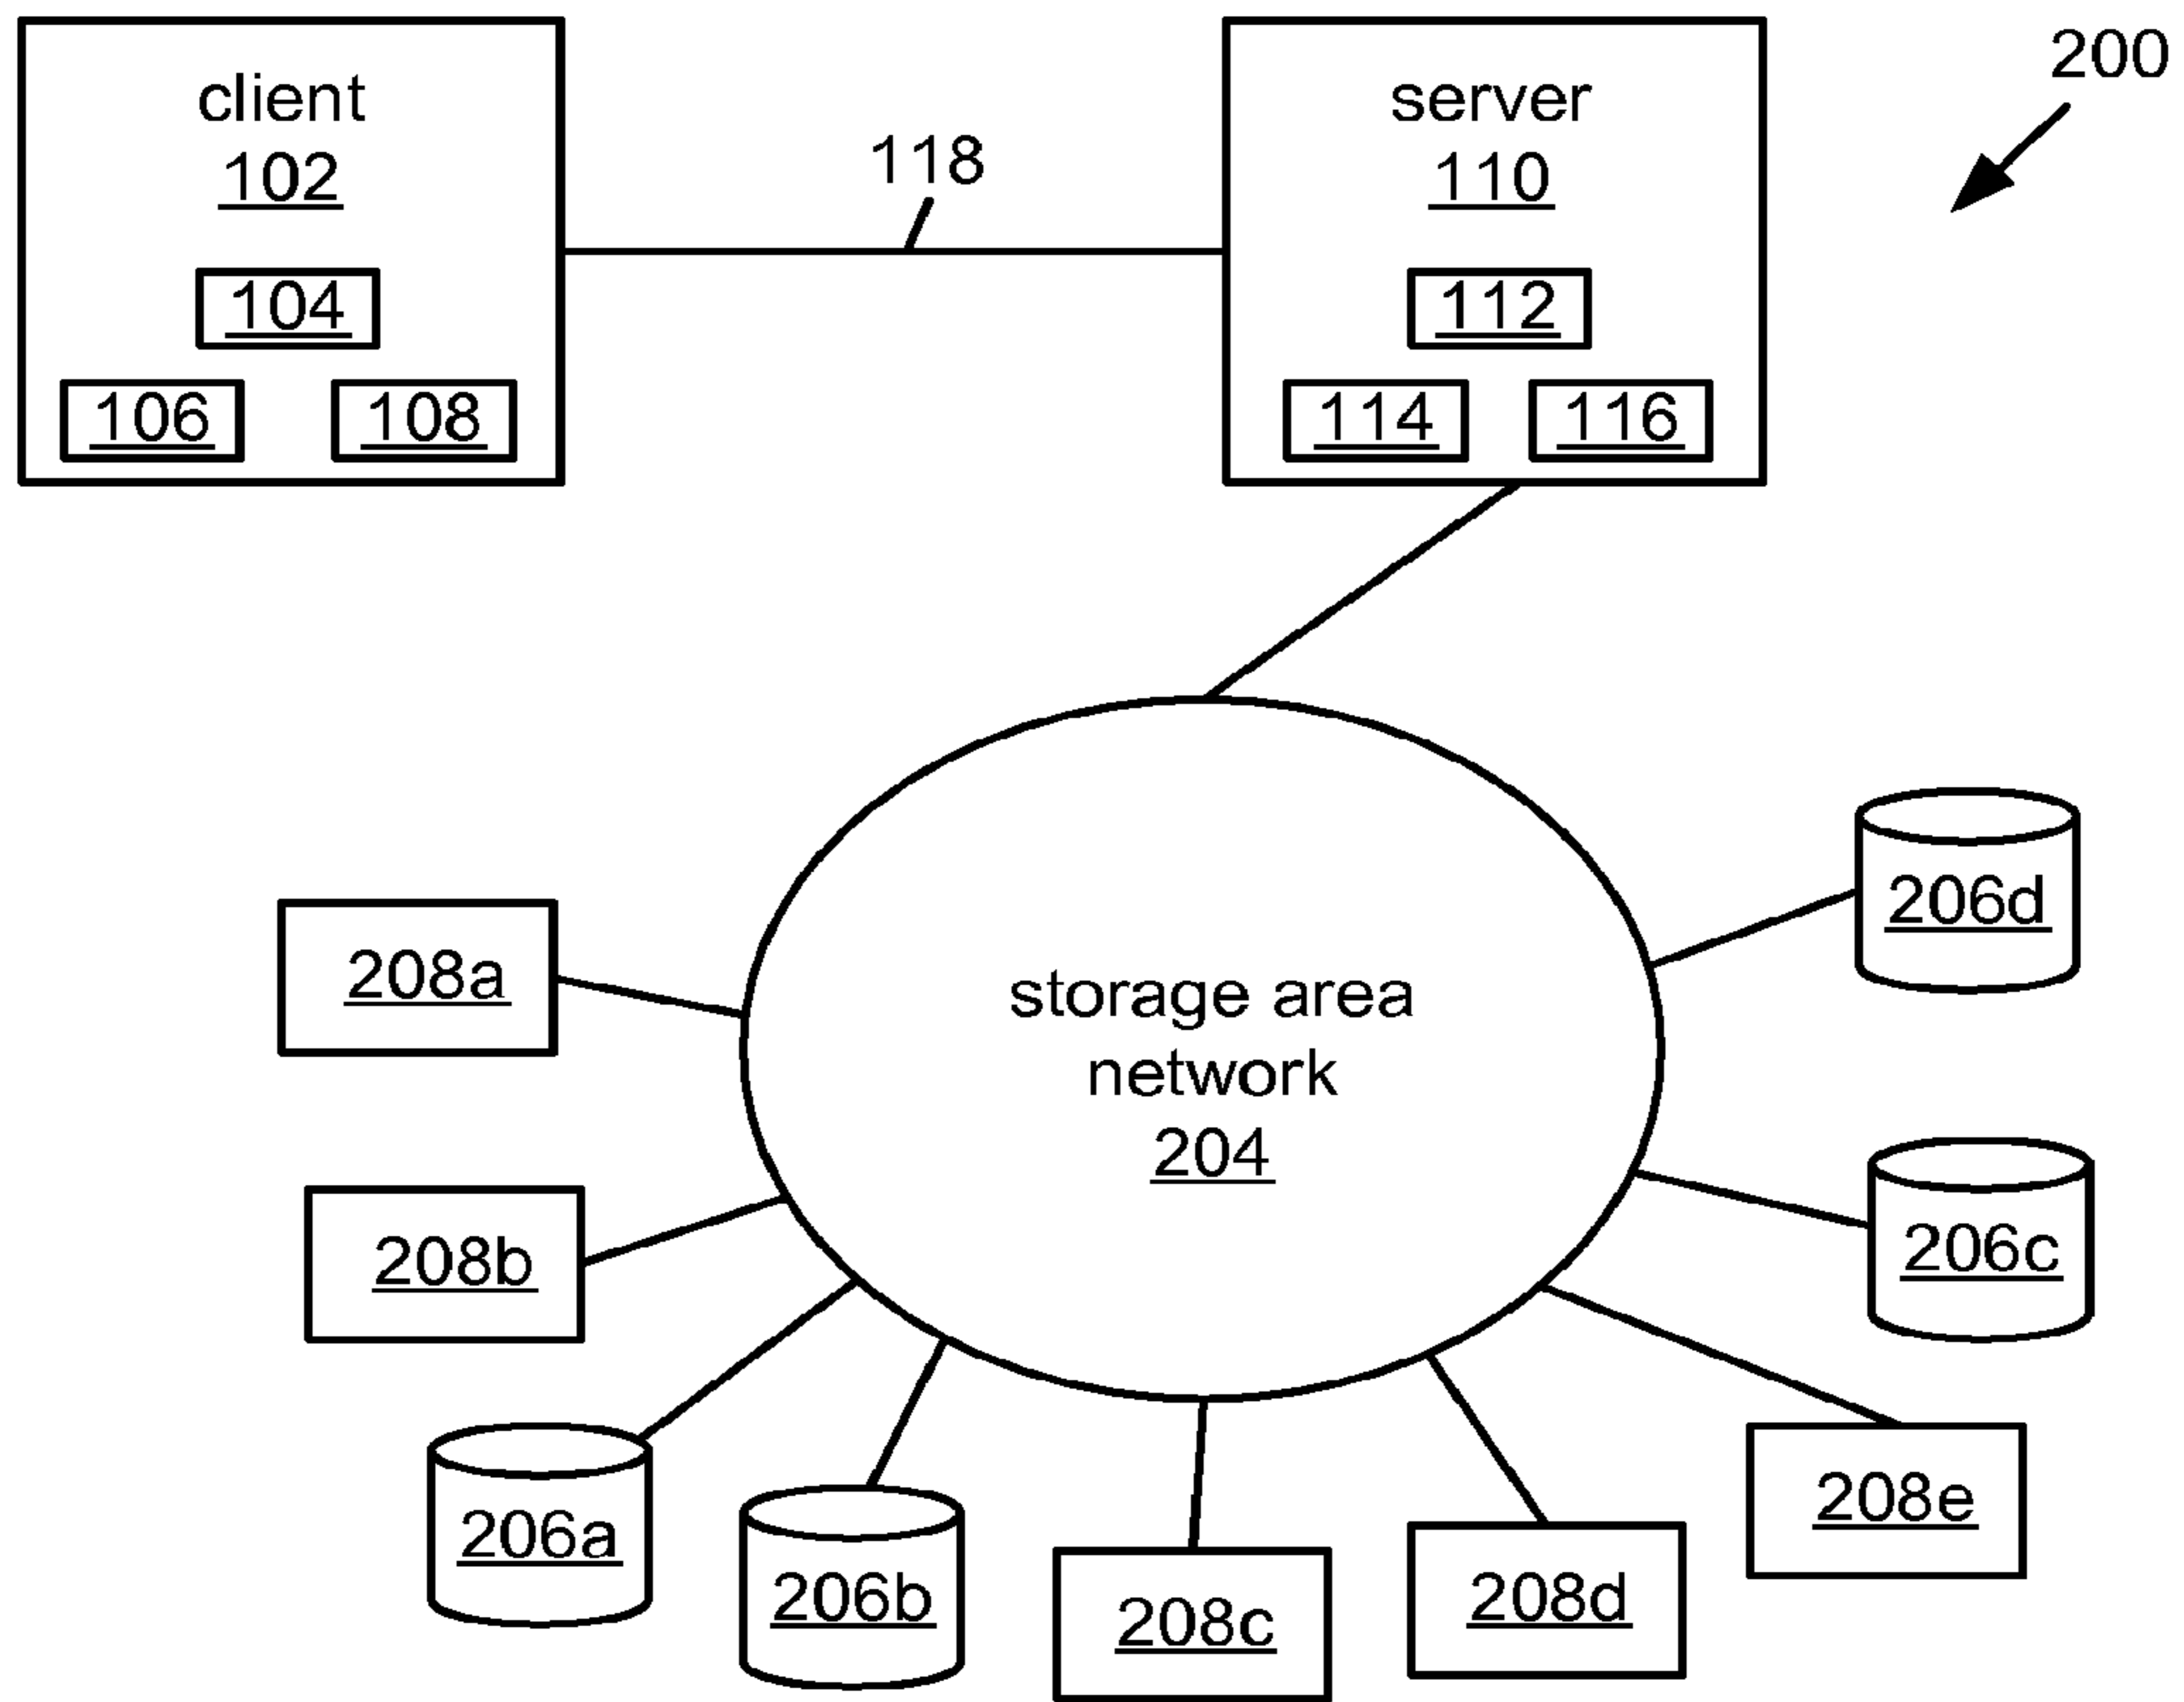 200
client
102
118
server
110
104
112
106
108
114
116
206d
208a
storage area
network
204
208b
206c
206a
206b
208c
208d
208e